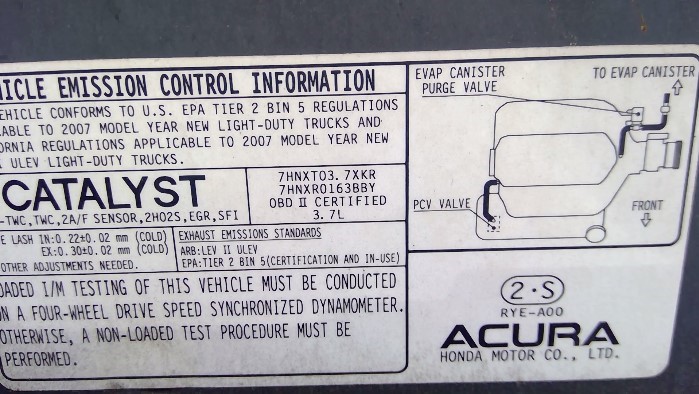 HICLE EMISSION CONTROL INFORMATION
EHICLE CONFORMS TO U.S. EPA TIER 2 BIN 5 REGULATIONS
ABLE TO 2007 MODEL YEAR NEW LIGHT-DUTY TRUCKS AND
ORNIA REGULATIONS APPLICABLE TO 2007 MODEL YEAR NEW
ULEV LIGHT-DUTY TRUCKS.
CATALYST
-TWC,TWC,2A/F SENSOR,2HO2S,EGR,SFI
7HNXT03.7XKR
7HNXR0163BBY
OBD II CERTIFIED
3.7L
E LASH IN:0.22±0.02 mm (COLD)
EX:0.30±0.02 mm (COLD)
OTHER ADJUSTMENTS NEEDED.
EXHAUST EMISSIONS STANDARDS
ARB:LEV II ULEV
EPA:TIER 2 BIN 5(CERTIFICATION AND IN-USE)
OADED I/M TESTING OF THIS VEHICLE MUST BE CONDUCTED
N A FOUR-WHEEL DRIVE SPEED SYNCHRONIZED DYNAMOMETER.
OTHERWISE, A NON-LOADED TEST PROCEDURE MUST BE
PERFORMED.
EVAP CANISTER
PURGE VALVE
TO EVAP CANISTER
PCV VALVE
FRONT
2·S
RYE-A00
ACURA
HONDA MOTOR CO., LTD.